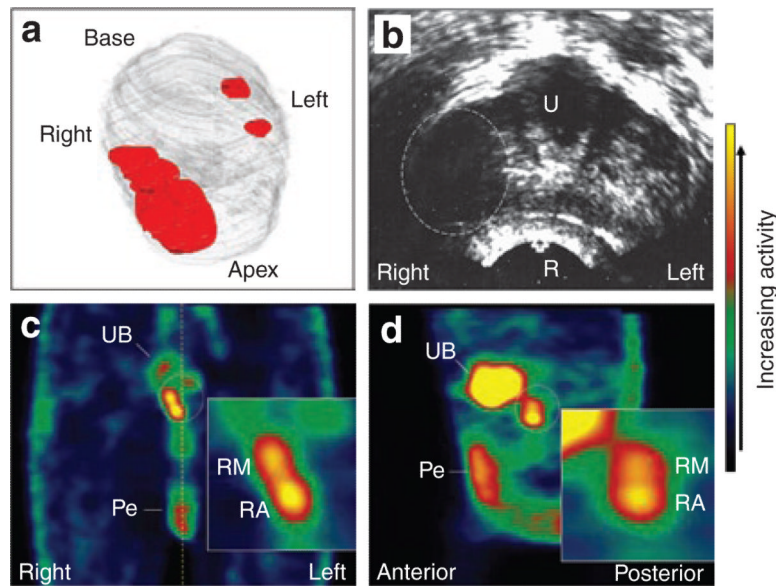 a
Base
Left
Right
Apex
b
U
Right
R
Left
Increasing activity
c
UB
RM
Pe
RA
Right
Left
d
UB
Pe
RM
RA
Anterior
Posterior